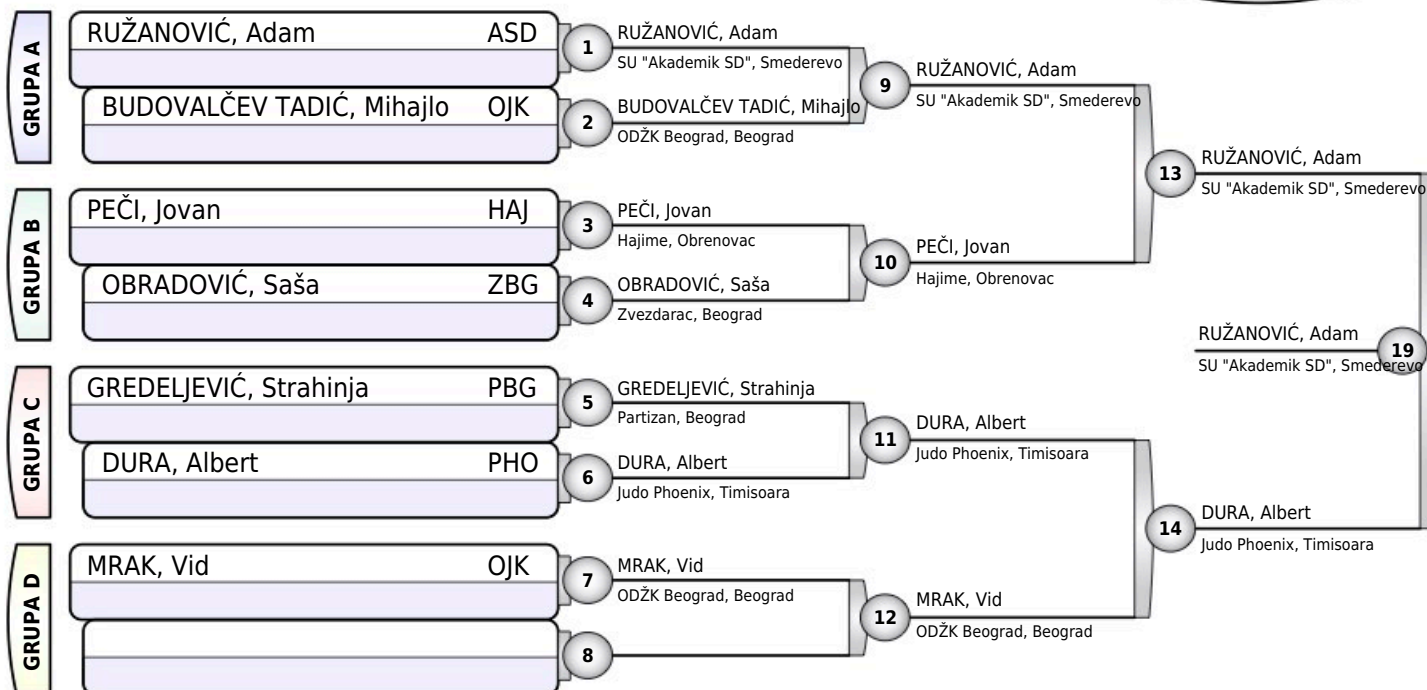 GRUPA A
RUŽANOVIĆ, Adam ASD
BUDOVALČEV TADIĆ, Mihajlo OJK
1
RUŽANOVIĆ, Adam
SU "Akademik SD", Smederevo
2
BUDOVALČEV TADIĆ, Mihajlo
ODŽK Beograd, Beograd
9
RUŽANOVIĆ, Adam
SU "Akademik SD", Smederevo
GRUPA B
PEČI, Jovan HAJ
OBRADOVIĆ, Saša ZBG
3
PEČI, Jovan
Hajime, Obrenovac
4
OBRADOVIĆ, Saša
Zvezdarac, Beograd
10
PEČI, Jovan
Hajime, Obrenovac
13
RUŽANOVIĆ, Adam
SU "Akademik SD", Smederevo
GRUPA C
GREDELJEVIĆ, Strahinja PBG
DURA, Albert PHO
5
GREDELJEVIĆ, Strahinja
Partizan, Beograd
6
DURA, Albert
Judo Phoenix, Timisoara
11
DURA, Albert
Judo Phoenix, Timisoara
GRUPA D
MRAK, Vid OJK
7
MRAK, Vid
ODŽK Beograd, Beograd
8
12
MRAK, Vid
ODŽK Beograd, Beograd
14
DURA, Albert
Judo Phoenix, Timisoara
RUŽANOVIĆ, Adam
SU "Akademik SD", Smederevo
19